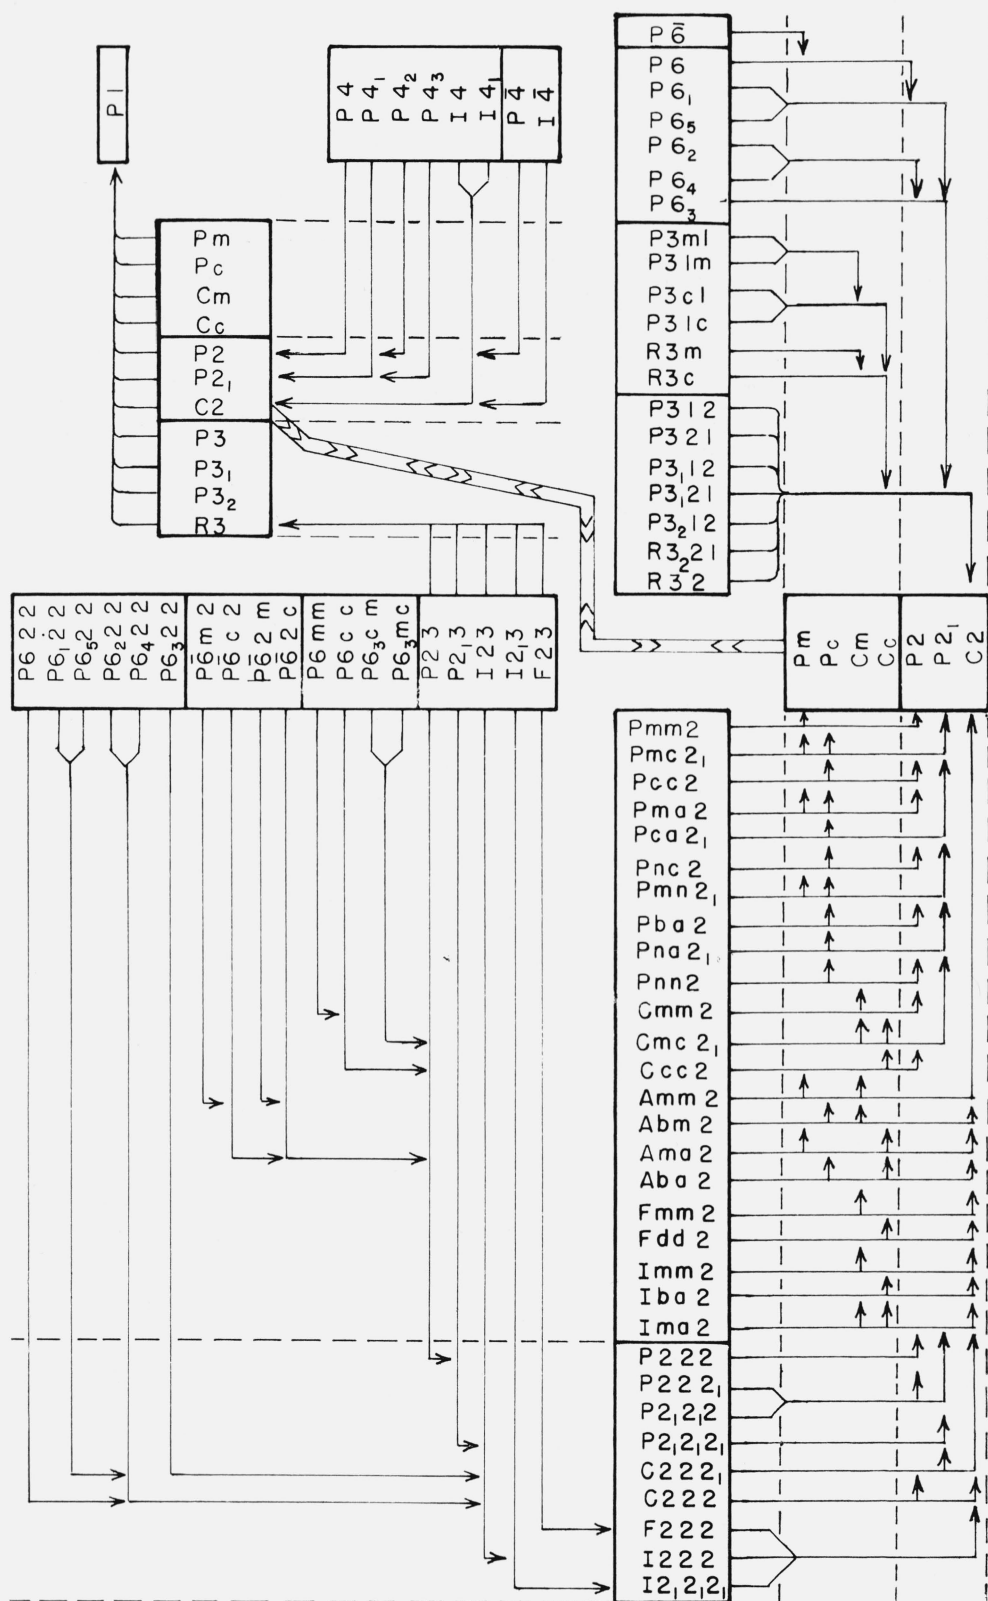 P1
P4
P4₁
P4₂
P4₃
I4
I4₁
P4̄
I4̄
P6̄
P6
P6₁
P6₅
P6₂
P6₄
P6₃
P3m1
P31m
P3c1
P31c
R3m
R3c
P312
P321
P3₁12
P3₁21
P3₂12
R3₂21
R32
Pm
Pc
Cm
Cc
P2
P2₁
C2
P3
P3₁
P3₂
R3
P622
P6₁22
P6₅22
P6₂22
P6₄22
P6₃22
P6̄m2
P6̄c2
P6̄2m
P6̄2c
P6mm
P6cc
P6₃cm
P6₃mc
P23
P2₁3
I23
I2₁3
F23
Pm
Pc
Cm
Cc
P2
P2₁
C2
Pmm2
Pmc2₁
Pcc2
Pma2
Pca2₁
Pnc2
Pmn2₁
Pba2
Pna2₁
Pnn2
Cmm2
Cmc2₁
Ccc2
Amm2
Abm2
Ama2
Aba2
Fmm2
Fdd2
Imm2
Iba2
Ima2
P222
P222₁
P2₁2₁2
P2₁2₁2₁
C222₁
C222
F222
I222
I2₁2₁2₁